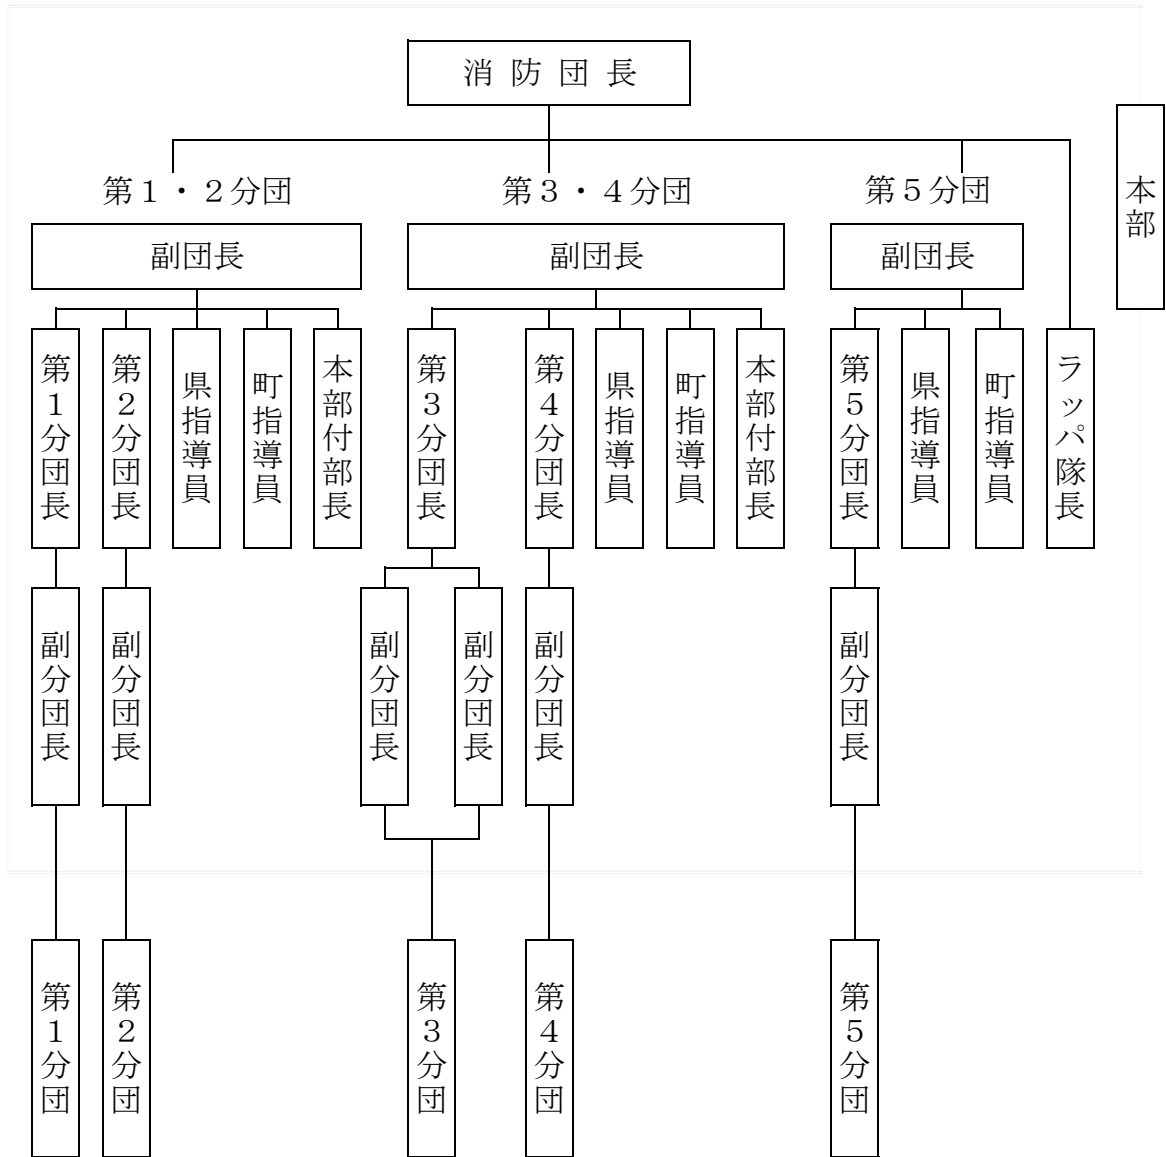 消防団長
本部
第１・２分団
第３・４分団
第５分団
副団長
副団長
副団長
第１分団長
第２分団長
県指導員
町指導員
本部付部長
第３分団長
第４分団長
県指導員
町指導員
本部付部長
第５分団長
県指導員
町指導員
ラッパ隊長
副分団長
副分団長
副分団長
副分団長
副分団長
副分団長
第１分団
第２分団
第３分団
第４分団
第５分団